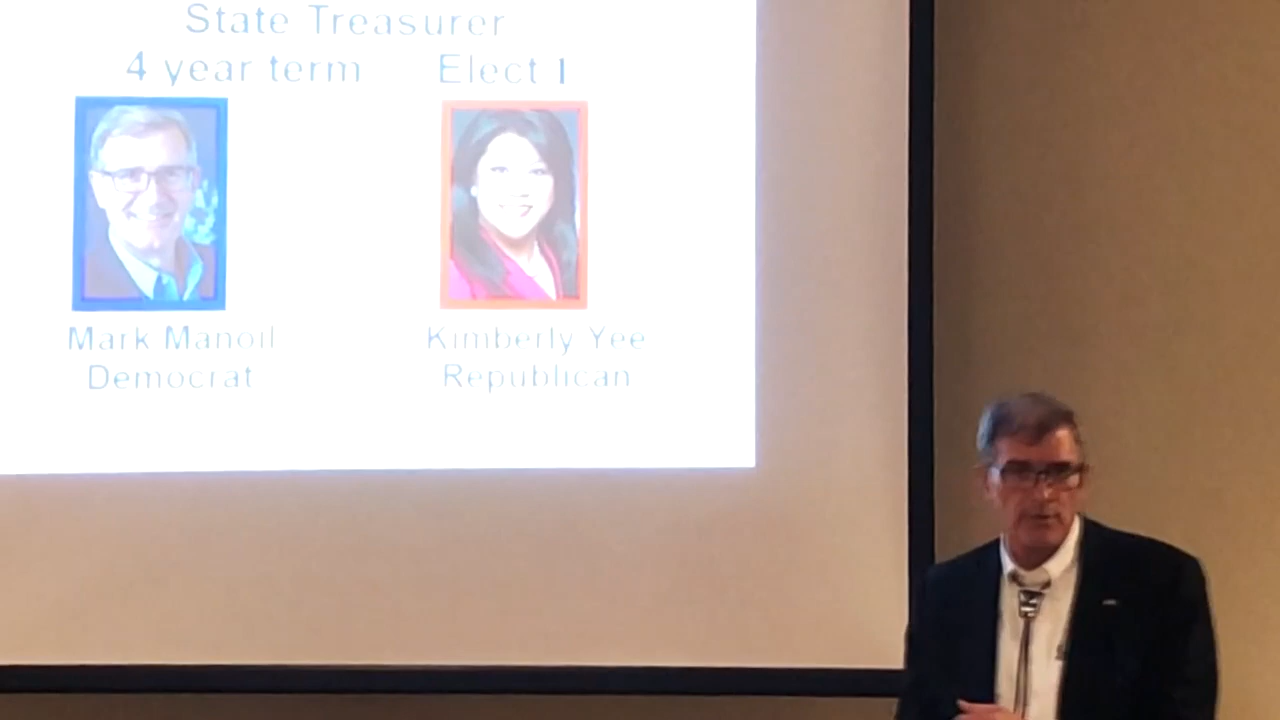 State Treasurer
4 year term Elect 1
Mark Manoil
Democrat
Kimberly Yee
Republican